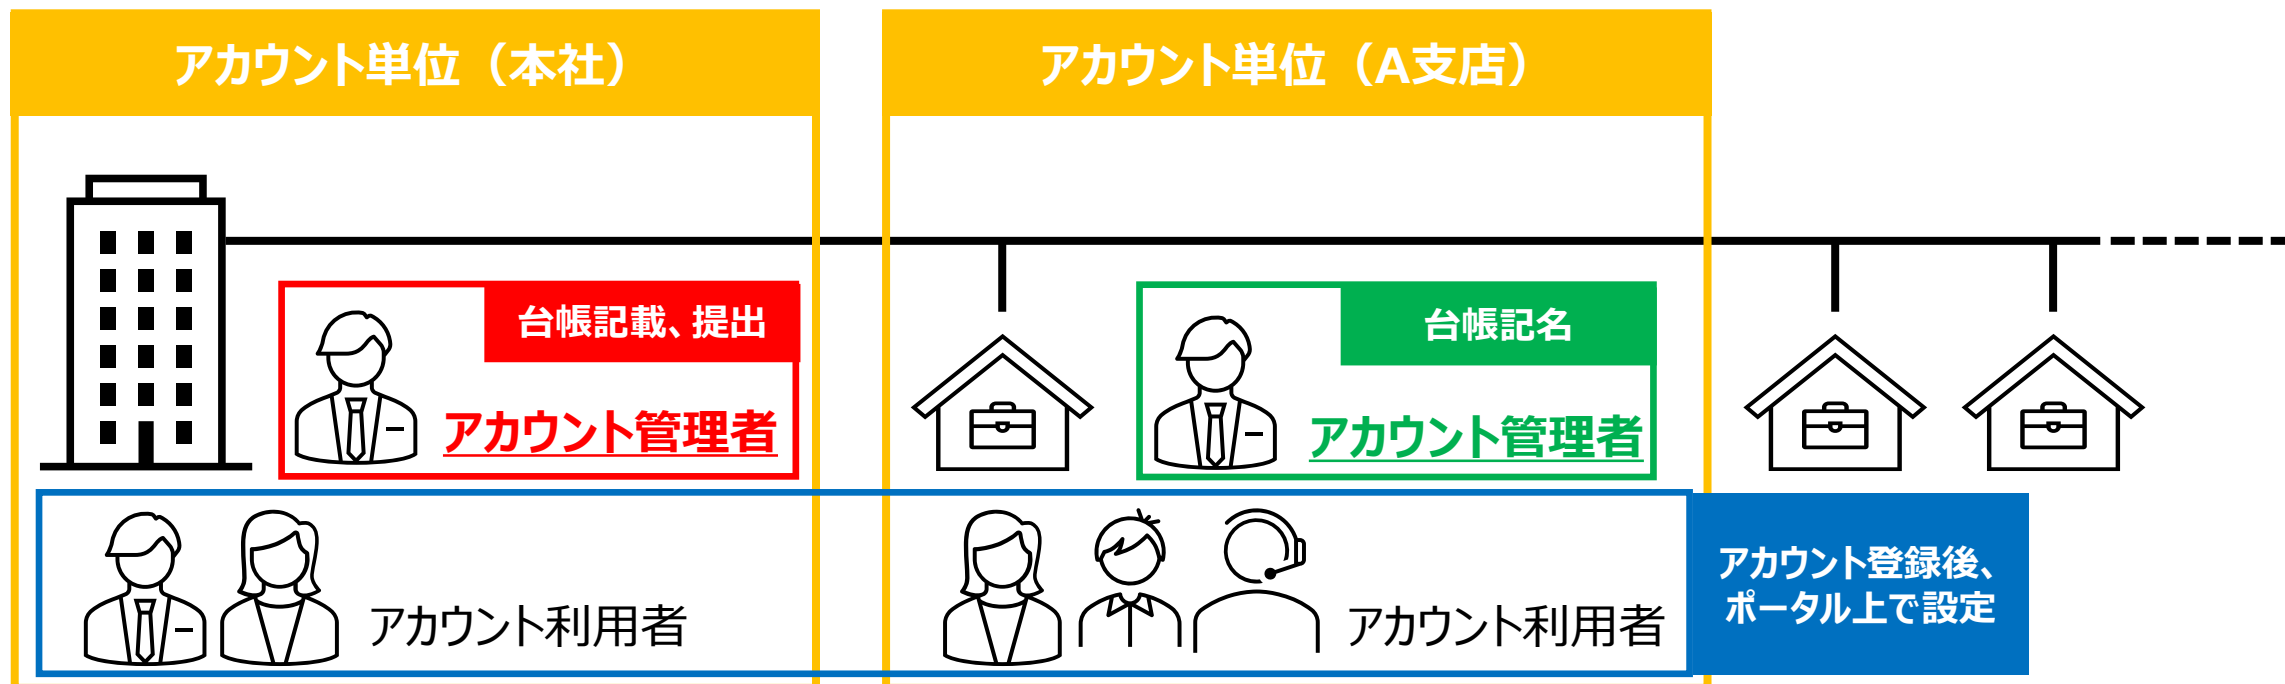 アカウント単位（本社）
アカウント単位（A支店）
台帳記載、提出
アカウント管理者
台帳記名
アカウント管理者
アカウント利用者
アカウント利用者
アカウント登録後、
ポータル上で設定